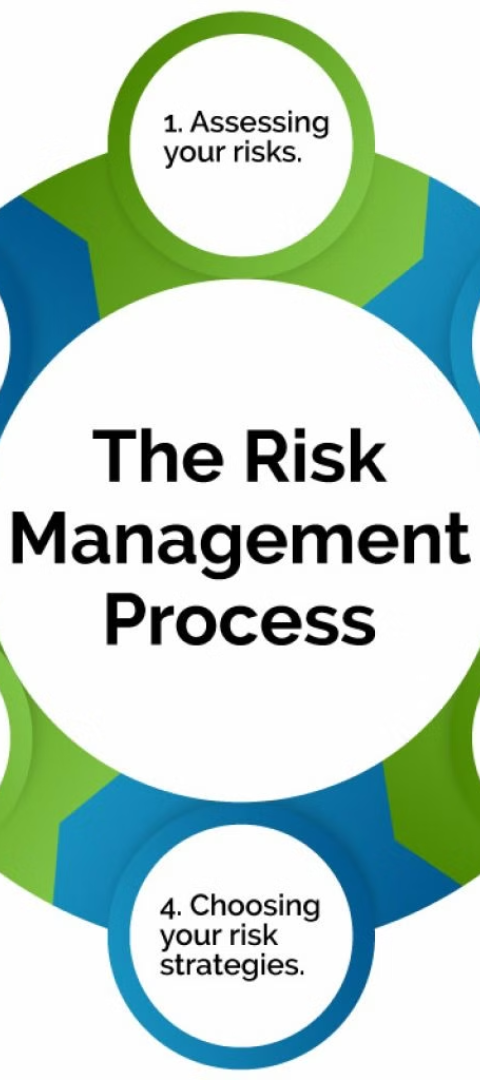 1. Assessing
your risks.
The Risk
Management
Process
4. Choosing
your risk
strategies.